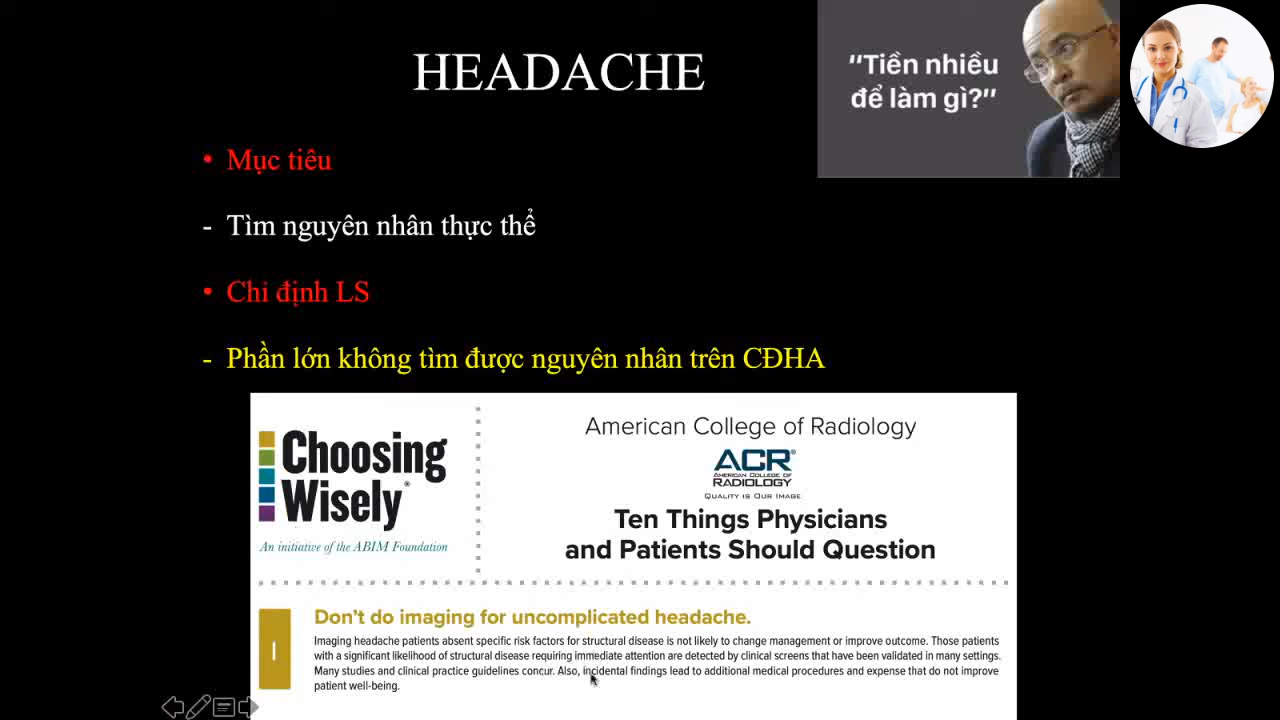 HEADACHE
“Tiền nhiều
để làm gì?”
• Mục tiêu
- Tìm nguyên nhân thực thể
• Chỉ định LS
- Phần lớn không tìm được nguyên nhân trên CĐHA
Choosing
Wisely®
An initiative of the ABIM Foundation
American College of Radiology
ACR®
AMERICAN COLLEGE OF
RADIOLOGY
QUALITY IS OUR IMAGE
Ten Things Physicians
and Patients Should Question
1
Don’t do imaging for uncomplicated headache.
Imaging headache patients absent specific risk factors for structural disease is not likely to change management or improve outcome. Those patients
with a significant likelihood of structural disease requiring immediate attention are detected by clinical screens that have been validated in many settings.
Many studies and clinical practice guidelines concur. Also, incidental findings lead to additional medical procedures and expense that do not improve
patient well-being.